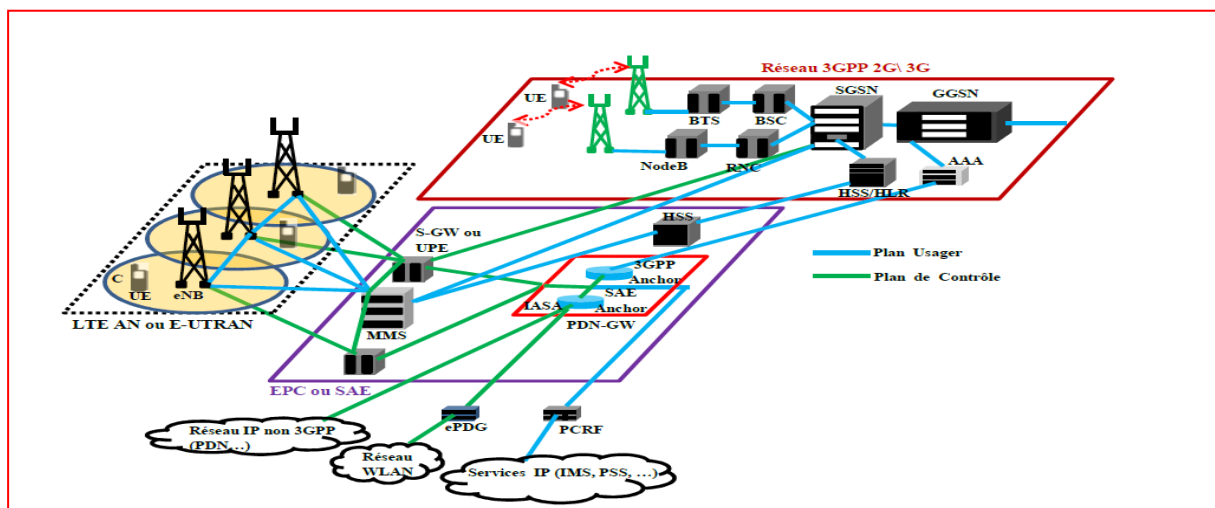 Réseau 3GPP 2G\ 3G
SGSN
GGSN
UE
BTS
BSC
UE
NodeB
RNC
AAA
HSS/HLR
HSS
S-GW ou
UPE
Plan Usager
3GPP
Anchor
Plan de Contrôle
C
UE
eNB
SAE
IASA
Anchor
LTE AN ou E-UTRAN
MMS
PDN-GW
EPC ou SAE
Réseau IP non 3GPP
(PDN,..)
ePDG
PCRF
Réseau
WLAN
Services IP (IMS, PSS, …)